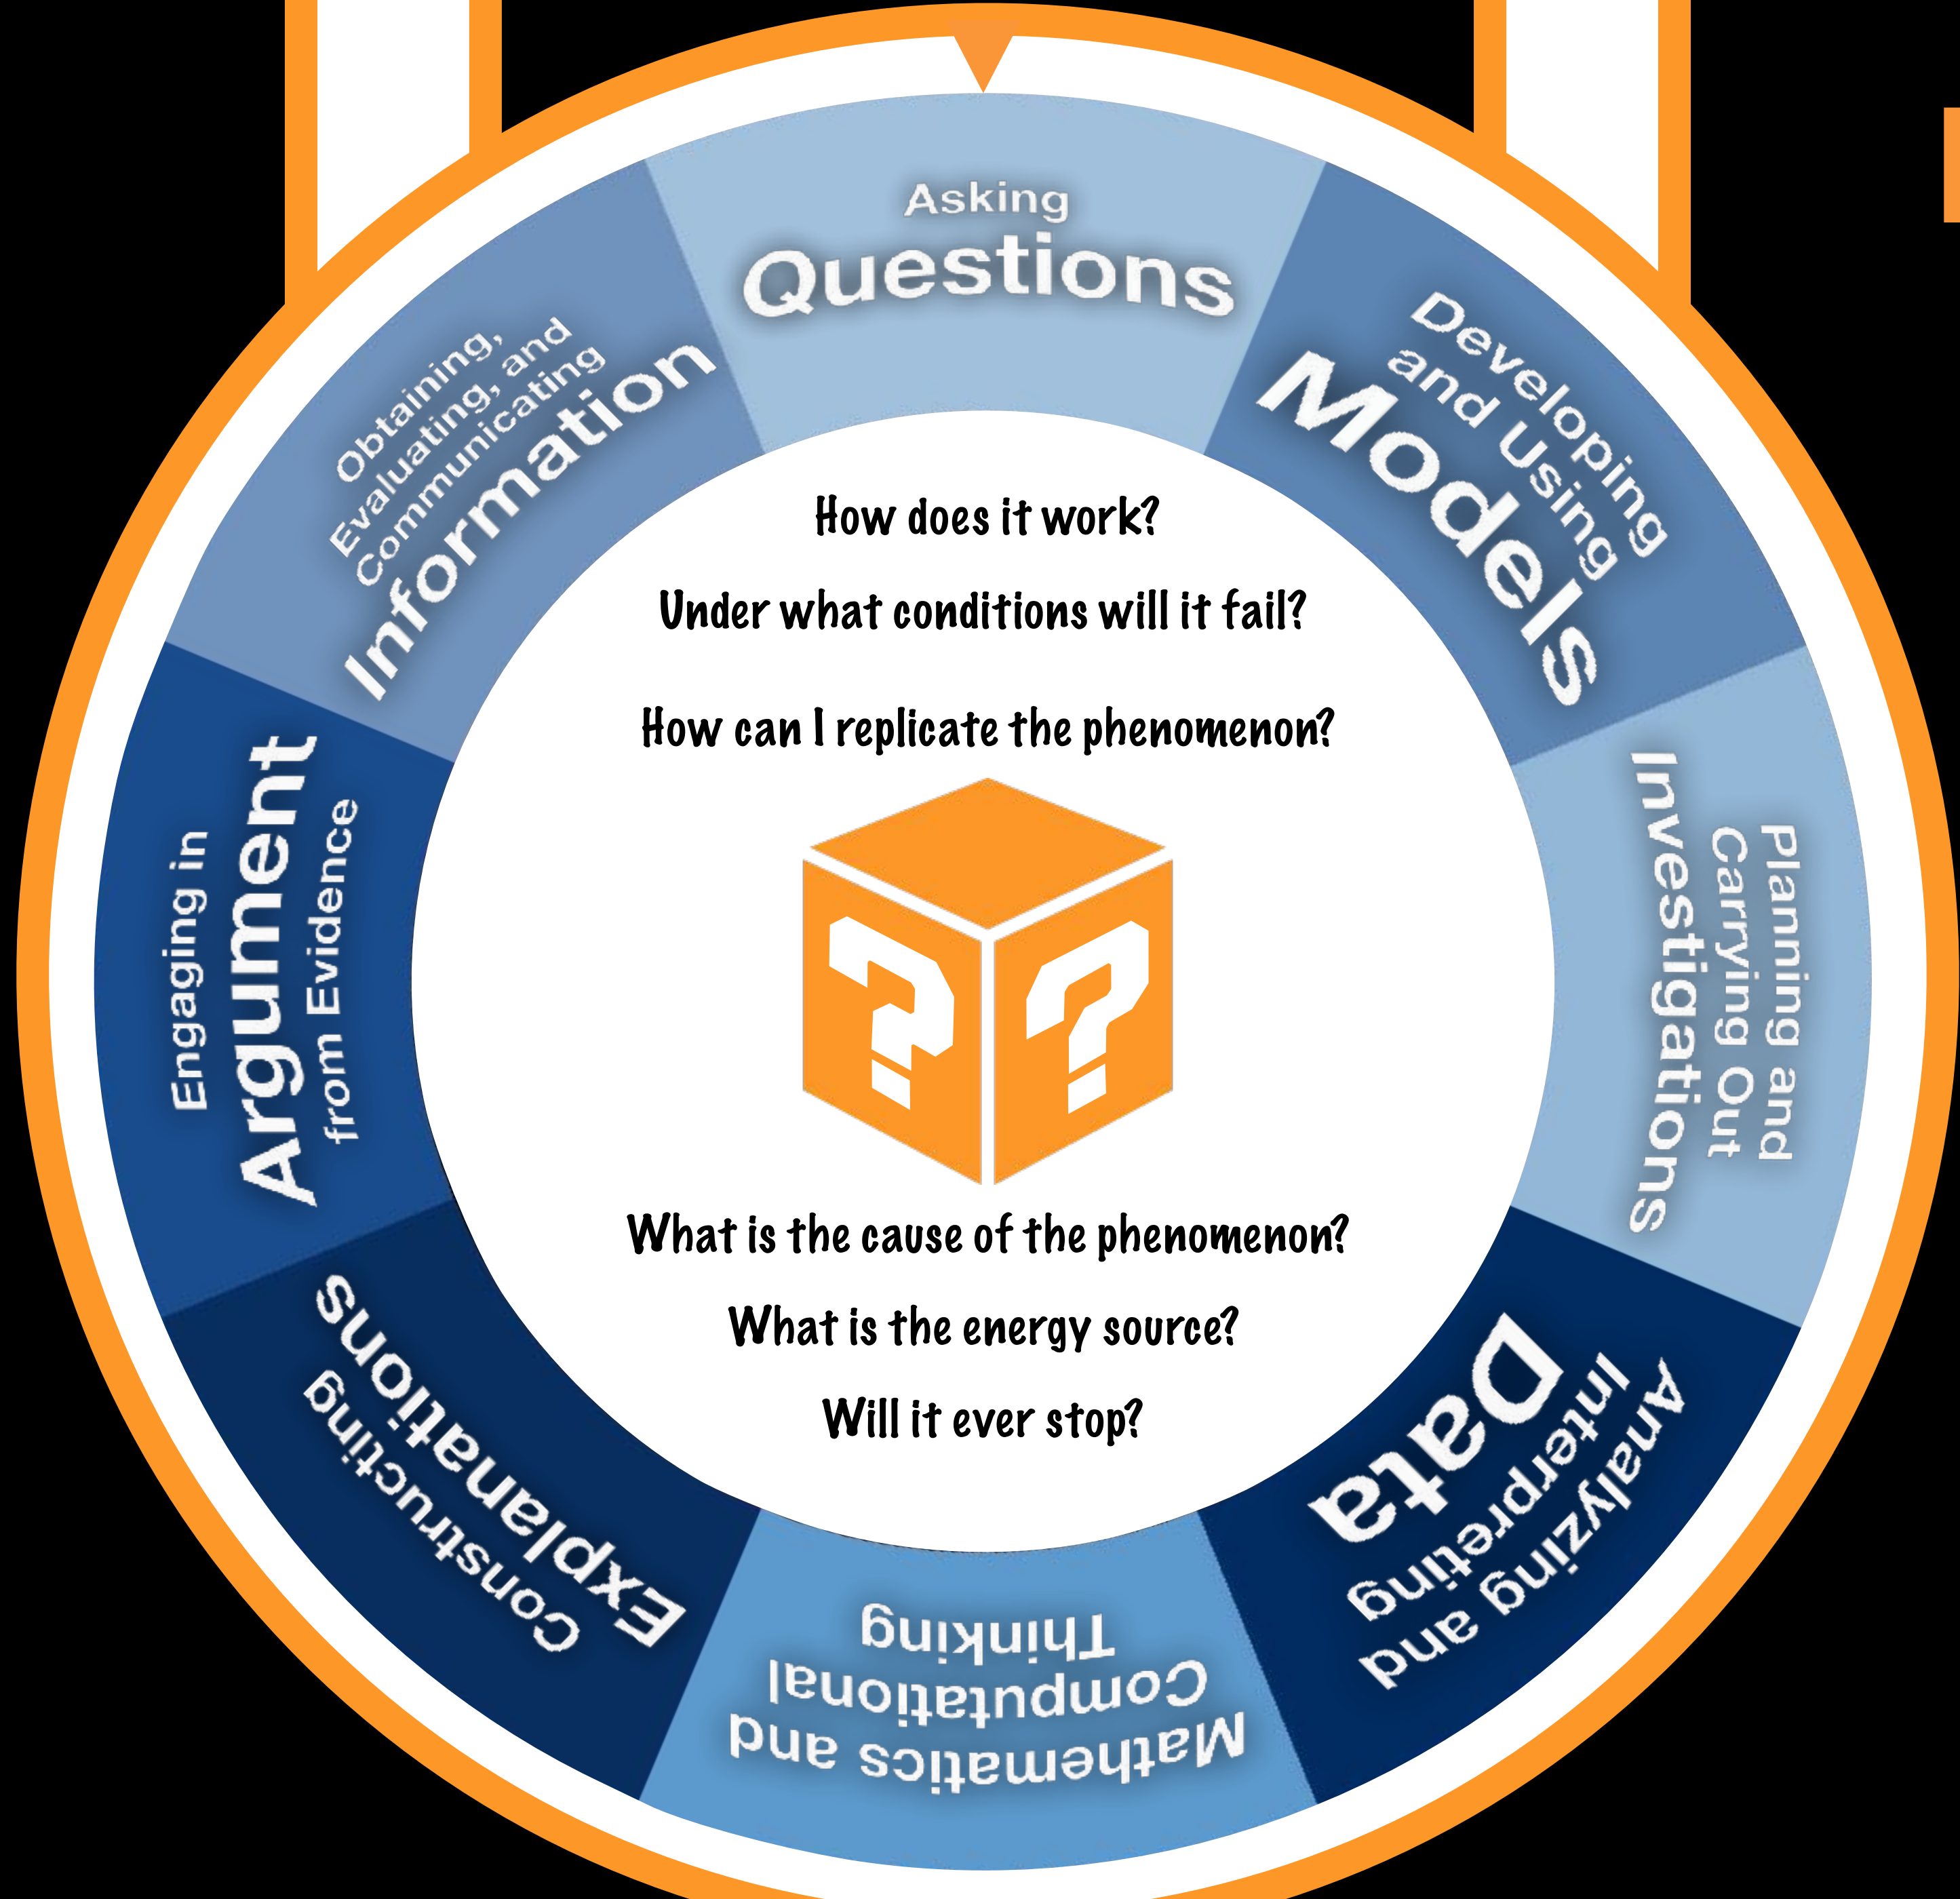 Asking
Questions
Developing
and Using
Models
Planning and
Carrying Out
Investigations
Analyzing and
Interpreting
Data
Mathematics and
Computational
Thinking
Constructing
Explanations
Engaging in
Argument
from Evidence
Obtaining,
Evaluating, and
Communicating
Information
How does it work?
Under what conditions will it fail?
How can I replicate the phenomenon?
? ?
What is the cause of the phenomenon?
What is the energy source?
Will it ever stop?